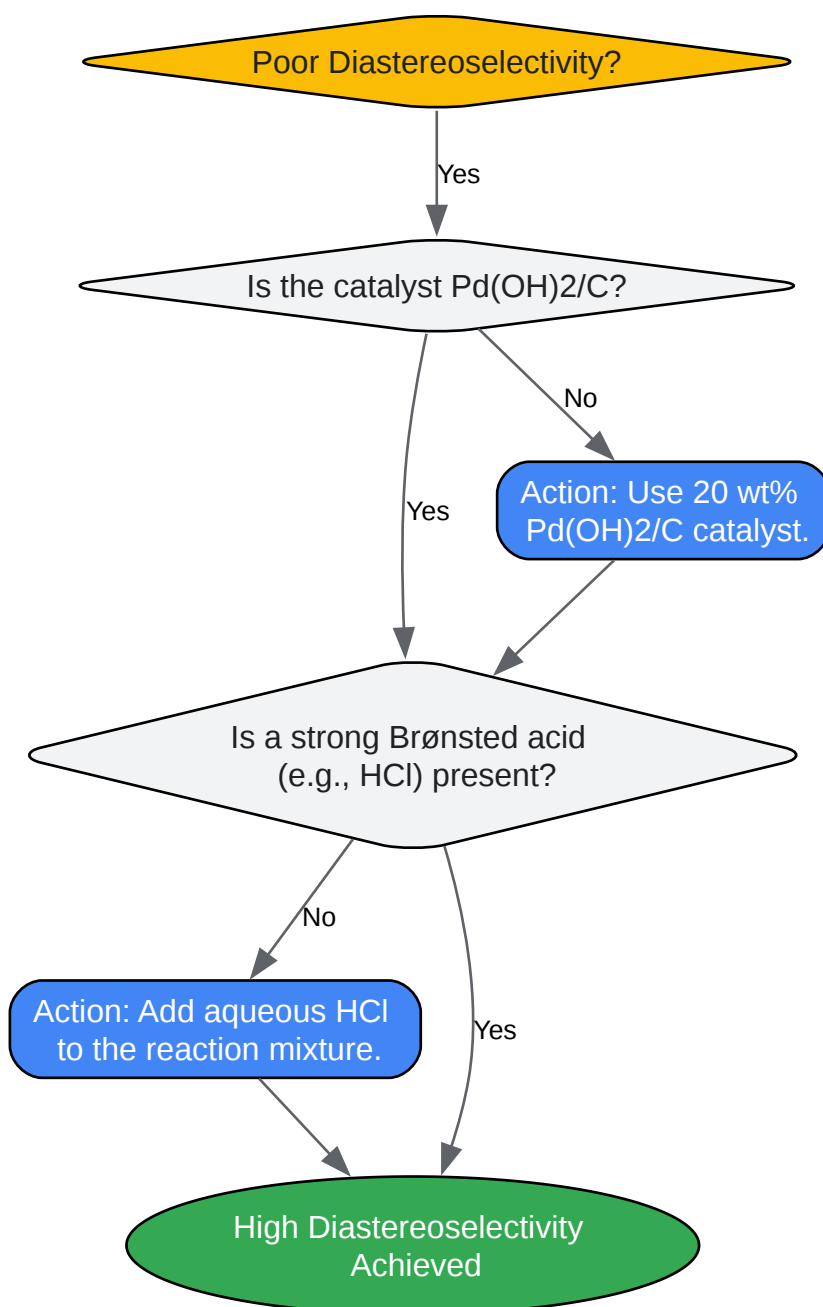 Poor Diastereoselectivity?
Yes
Is the catalyst Pd(OH)2/C?
No
Action: Use 20 wt%
Pd(OH)2/C catalyst.
Yes
Is a strong Brønsted acid
(e.g., HCl) present?
No
Action: Add aqueous HCl
to the reaction mixture.
Yes
High Diastereoselectivity
Achieved